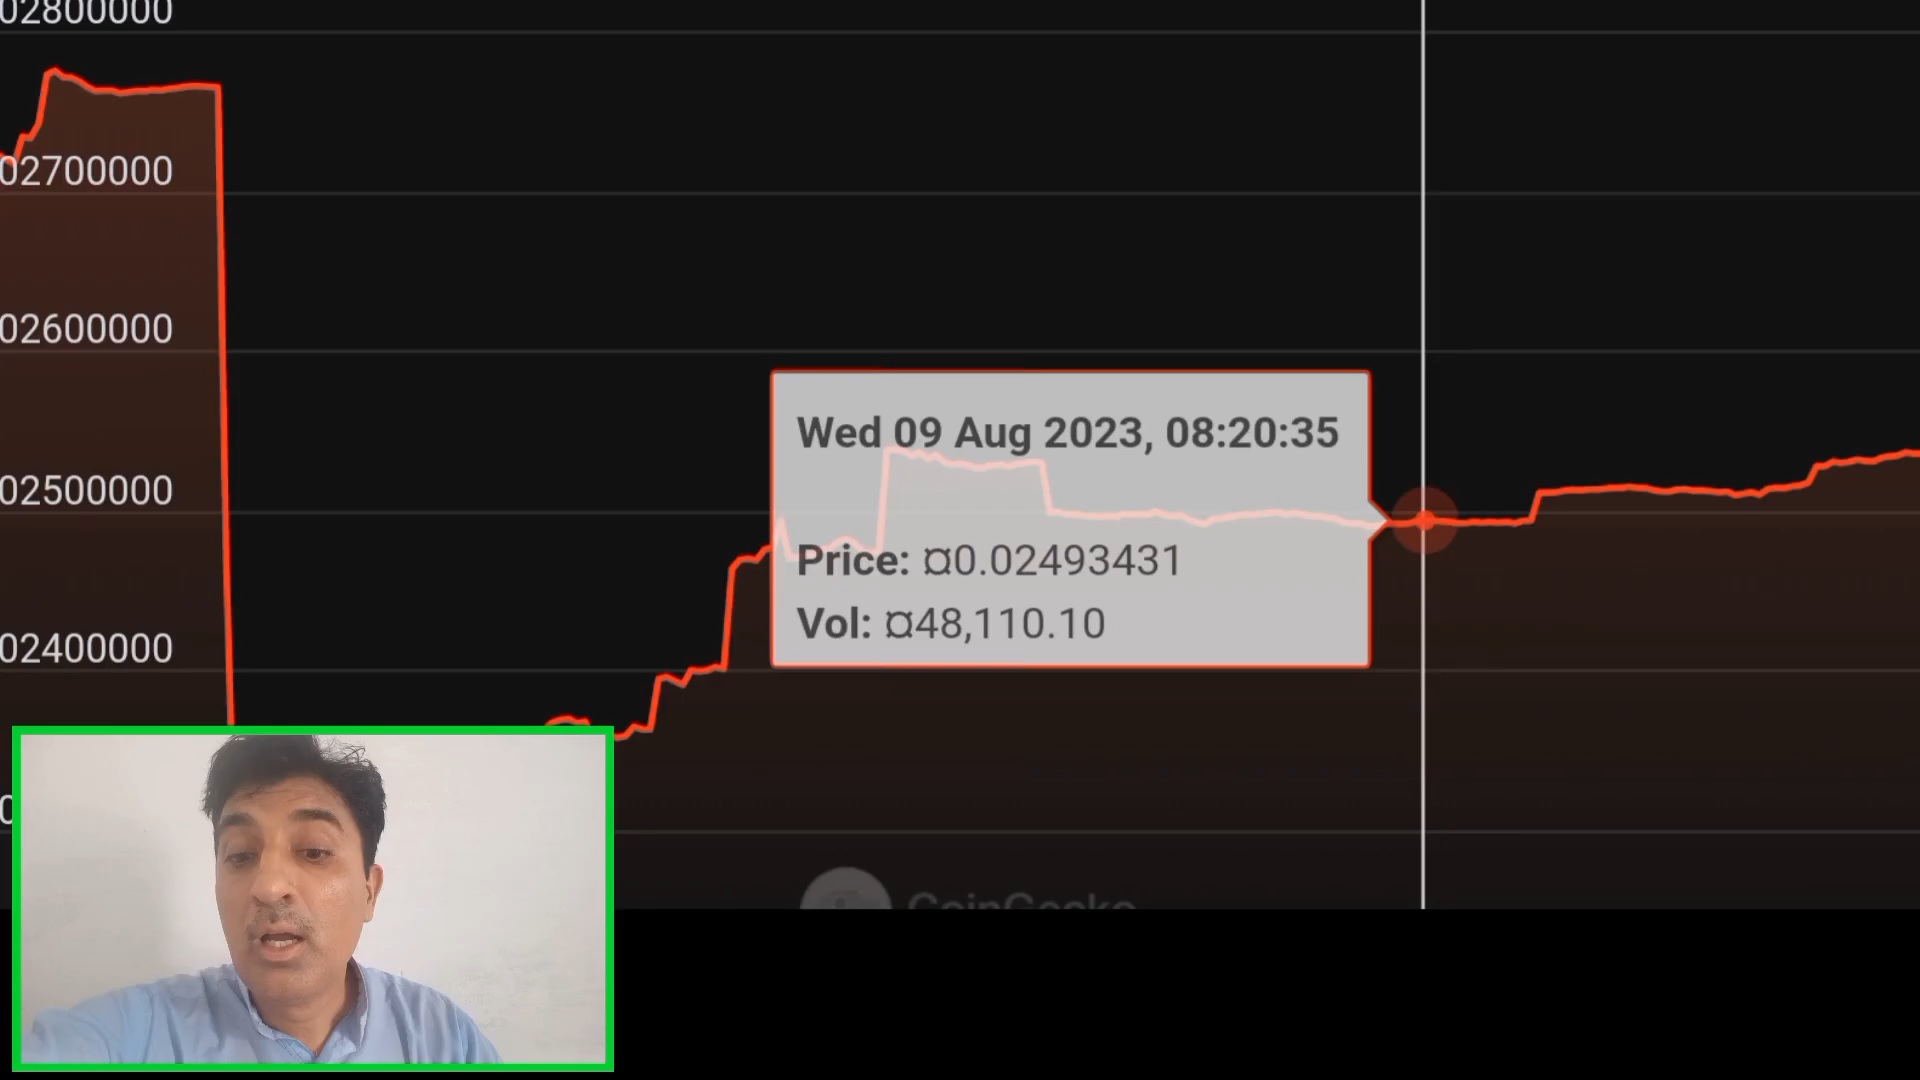 02800000
02700000
02600000
02500000
02400000
Wed 09 Aug 2023, 08:20:35
Price: ¤0.02493431
Vol: ¤48,110.10
CoinGecko